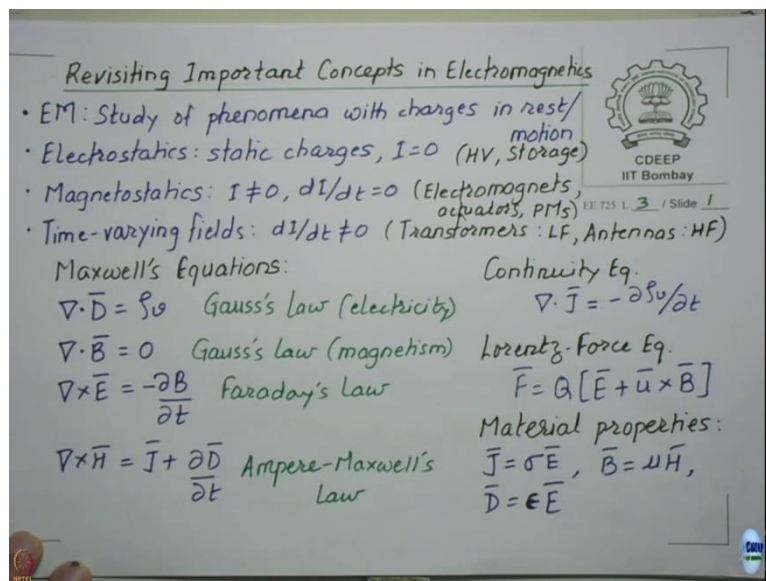 Revisiting Important Concepts in Electromagnetics
• EM: Study of phenomena with charges in rest/
motion
• Electrostatics: static charges, I=0 (HV, Storage)
CDEEP
IIT Bombay
• Magnetostatics: I≠0, dI/dt=0 (Electromagnets,
actuators, PMs)
EE 725 L 3 / Slide 1
• Time-varying fields: dI/dt≠0 (Transformers: LF, Antennas: HF)
Maxwell's Equations:
∇·D̄ = ρv Gauss's Law (electricity)
∇·B̄ = 0 Gauss's Law (magnetism)
∇×Ē = -∂B/∂t Faraday's Law
∇×H̄ = J̄ + ∂D̄/∂t Ampere-Maxwell's
Law
Continuity Eq.
∇·J̄ = -∂ρv/∂t
Lorentz-Force Eq.
F̄ = Q[Ē + ū×B̄]
Material properties:
J̄ = σĒ, B̄ = μH̄,
D̄ = ϵĒ
NPTEL
CDEEP